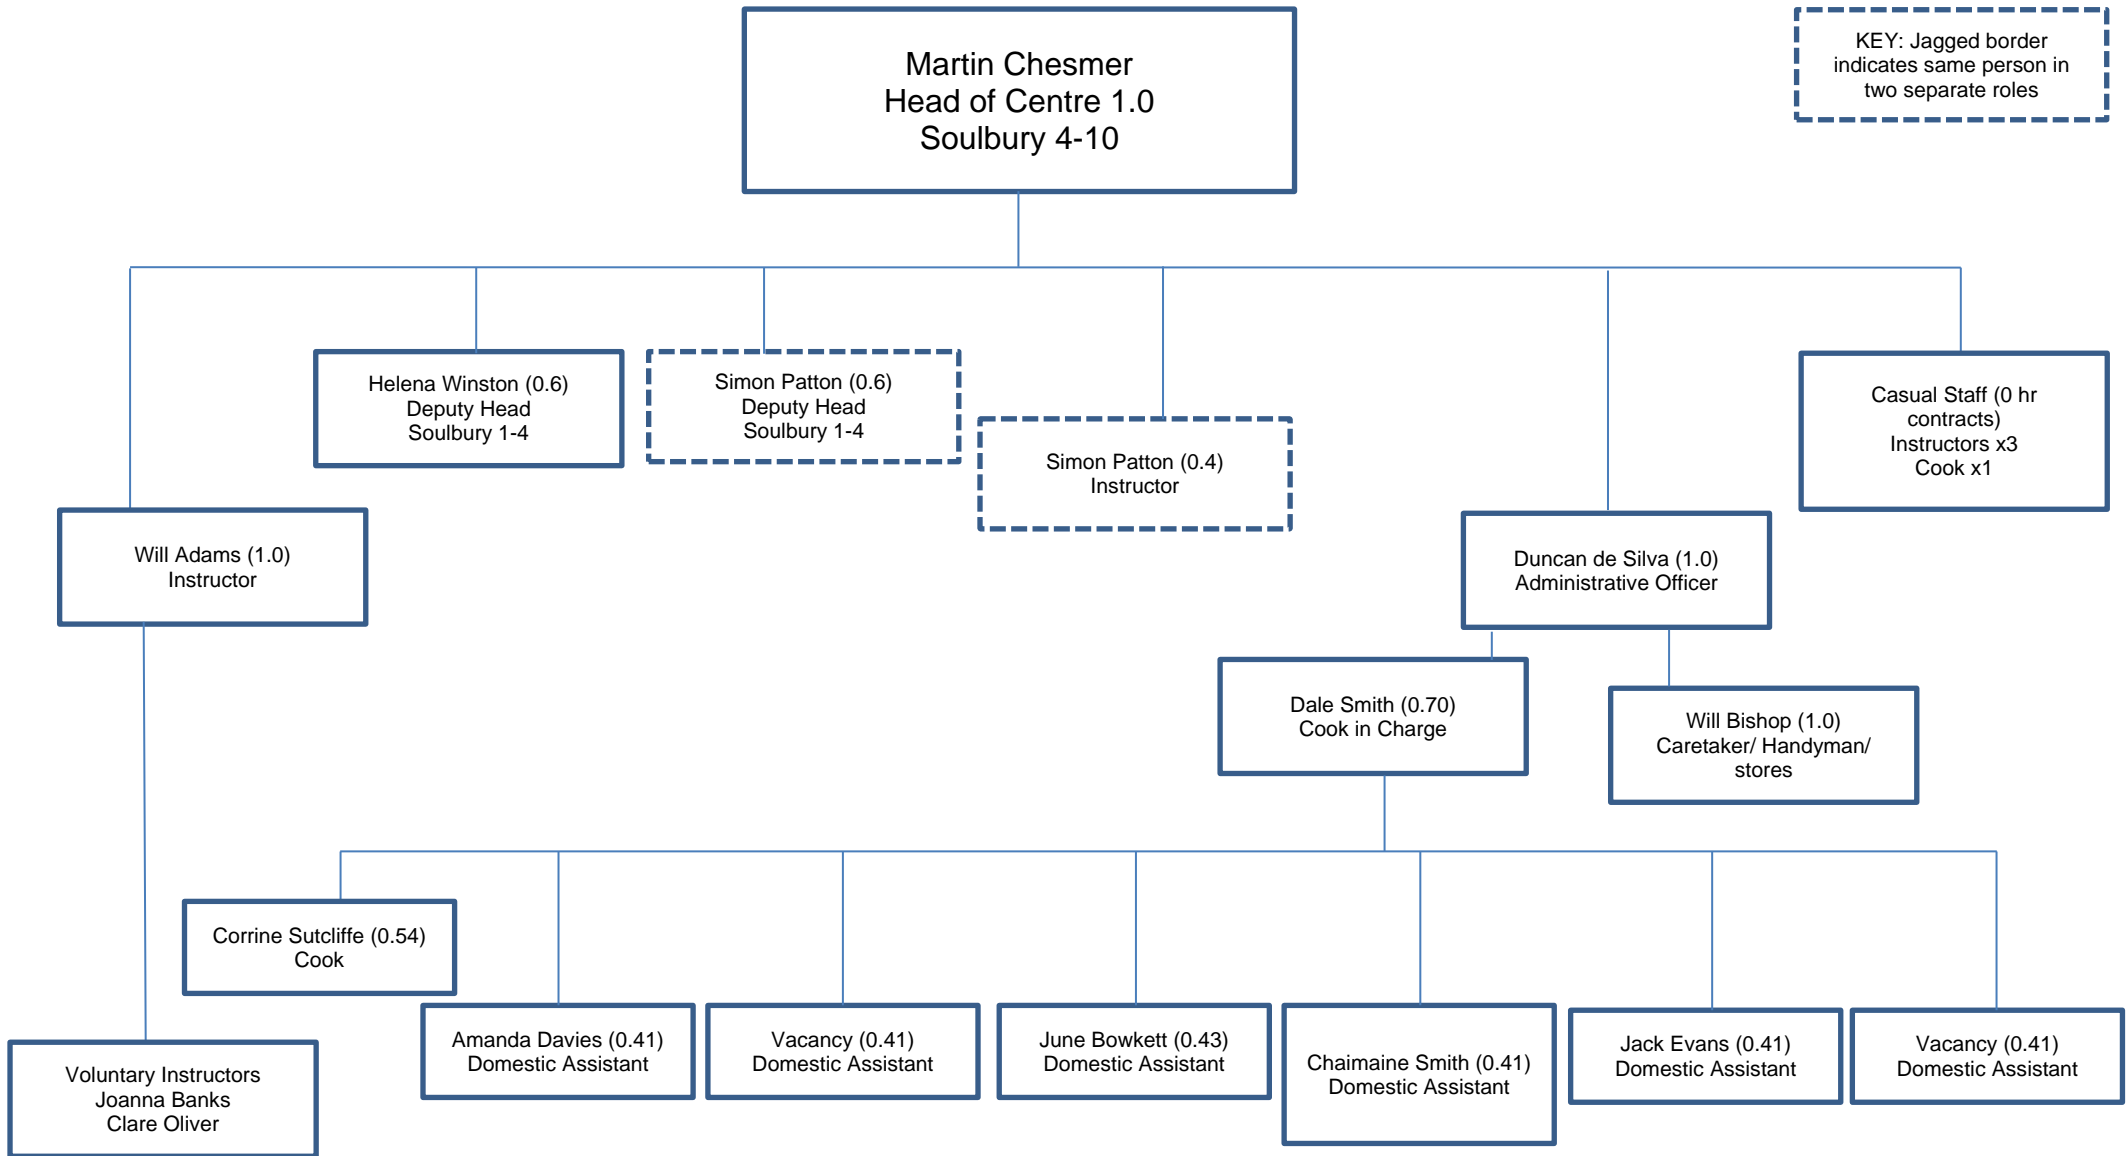 Martin Chesmer
Head of Centre 1.0
Soulbury 4-10
KEY: Jagged border
indicates same person in
two separate roles
Helena Winston (0.6)
Deputy Head
Soulbury 1-4
Simon Patton (0.6)
Deputy Head
Soulbury 1-4
Simon Patton (0.4)
Instructor
Casual Staff (0 hr
contracts)
Instructors x3
Cook x1
Will Adams (1.0)
Instructor
Duncan de Silva (1.0)
Administrative Officer
Dale Smith (0.70)
Cook in Charge
Will Bishop (1.0)
Caretaker/ Handyman/
stores
Corrine Sutcliffe (0.54)
Cook
Amanda Davies (0.41)
Domestic Assistant
Vacancy (0.41)
Domestic Assistant
June Bowkett (0.43)
Domestic Assistant
Chaimaine Smith (0.41)
Domestic Assistant
Jack Evans (0.41)
Domestic Assistant
Vacancy (0.41)
Domestic Assistant
Voluntary Instructors
Joanna Banks
Clare Oliver